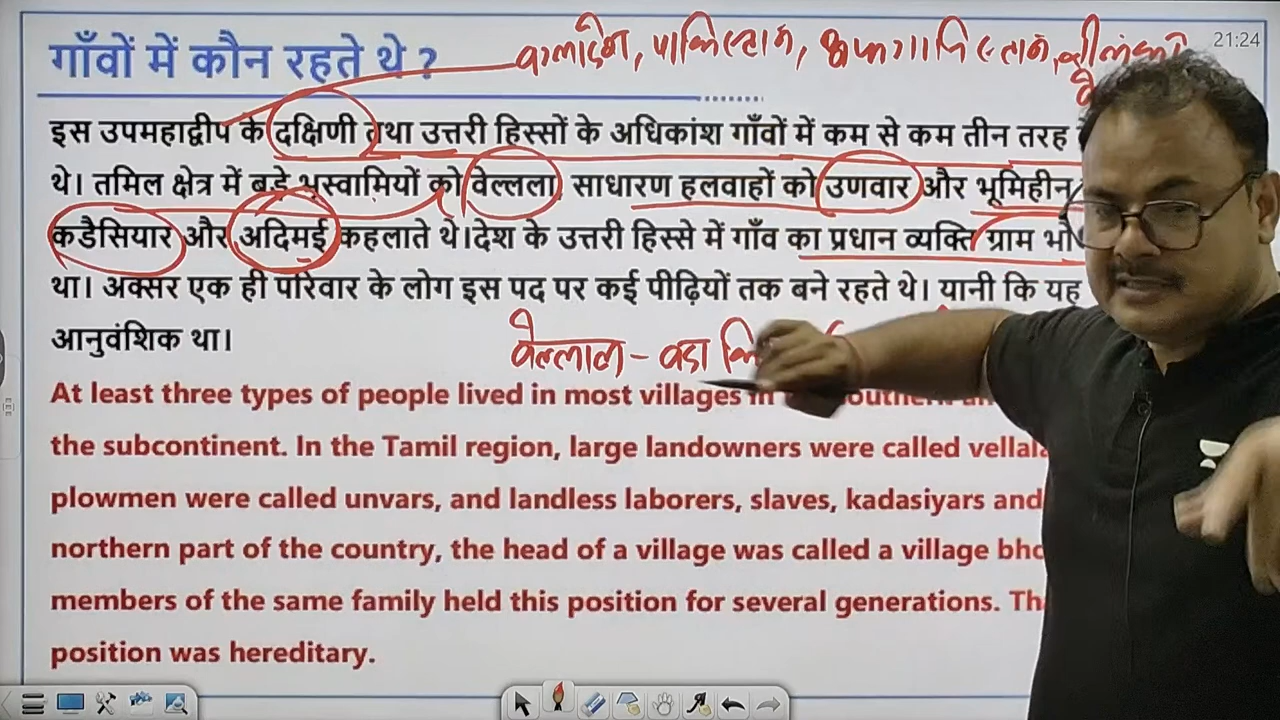 गाँवों में कौन रहते थे ?
पाकिस्तान,
21:24
इस उपमहाद्वीप के दक्षिणी तथा उत्तरी हिस्सों के अधिकांश गाँवों में कम से कम तीन तरह
थे। तमिल क्षेत्र में बड़े भूस्वामियों को वेल्लला साधारण हलवाहों को उणवार और भूमिहीन
कडैसियार और अदिमई कहलाते थे।देश के उत्तरी हिस्से में गाँव का प्रधान व्यक्ति ग्राम
था। अक्सर एक ही परिवार के लोग इस पद पर कई पीढ़ियों तक बने रहते थे। यानी कि यह
आनुवंशिक था।
वेल्लाल – बडा
At least three types of people lived in most villages in
the subcontinent. In the Tamil region, large landowners were called
plowmen were called unvars, and landless laborers, slaves, kadasiyars and
northern part of the country, the head of a village was called a village
members of the same family held this position for several generations.
position was hereditary.